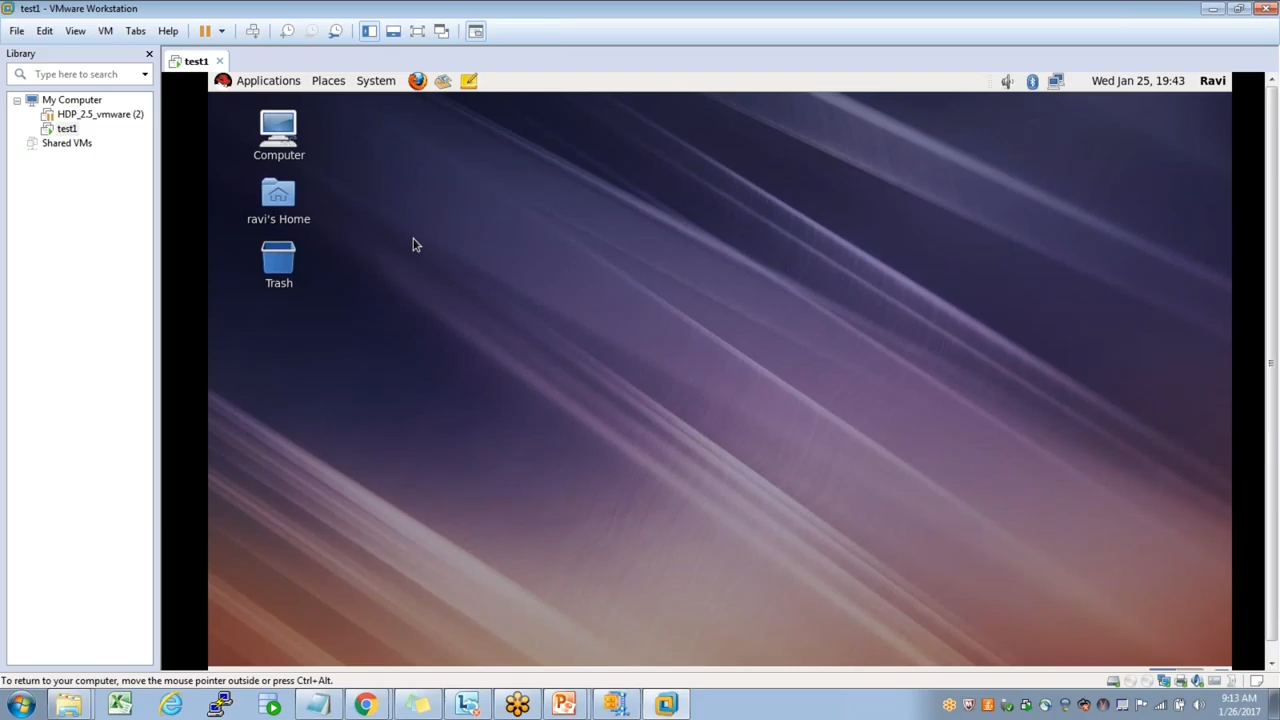 test1 - VMware Workstation
File Edit View VM Tabs Help
Library
Type here to search
My Computer
HDP_2.5_vmware (2)
test1
Shared VMs
test1
Applications Places System
Wed Jan 25, 19:43 Ravi
Computer
ravi's Home
Trash
To return to your computer, move the mouse pointer outside or press Ctrl+Alt.
9:13 AM
1/26/2017